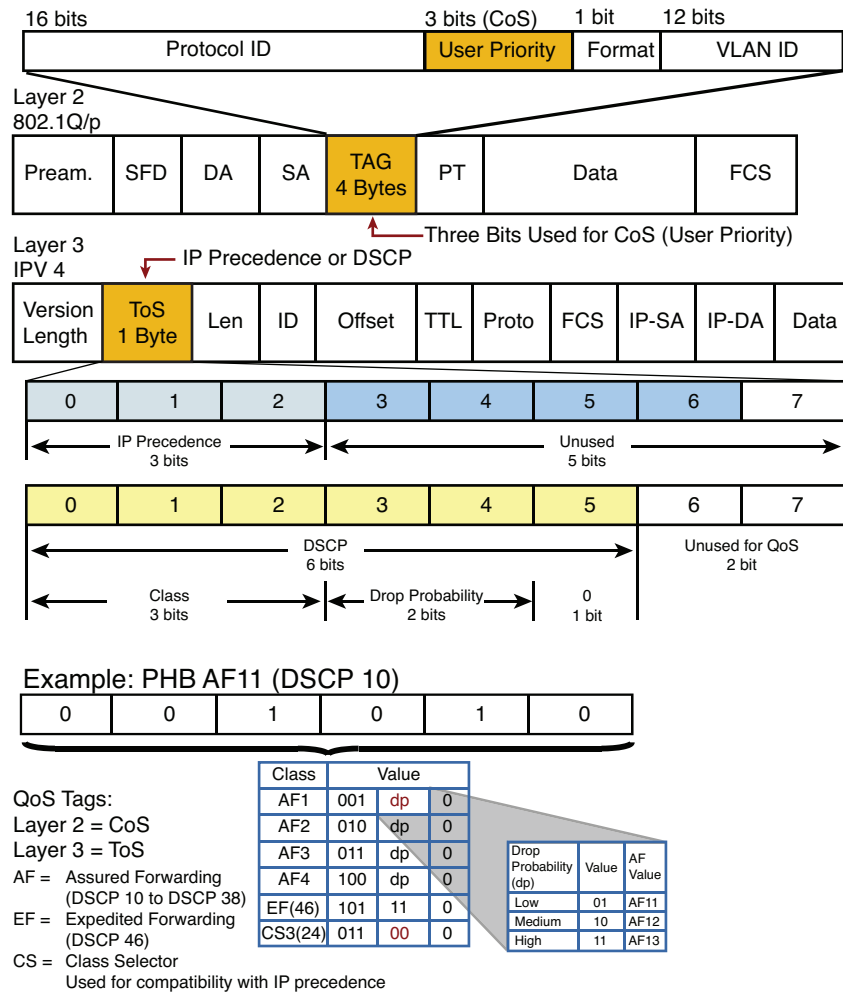 16 bits 3 bits (CoS) 1 bit 12 bits
Protocol ID User Priority Format VLAN ID
Layer 2
802.1Q/p
Pream. SFD DA SA TAG 4 Bytes PT Data FCS
Three Bits Used for CoS (User Priority)
Layer 3
IPV 4
IP Precedence or DSCP
Version Length ToS 1 Byte Len ID Offset TTL Proto FCS IP-SA IP-DA Data
0 1 2 3 4 5 6 7
IP Precedence Unused
3 bits 5 bits
0 1 2 3 4 5 6 7
DSCP Unused for QoS
6 bits 2 bit
Class Drop Probability 0
3 bits 2 bits 1 bit
Example: PHB AF11 (DSCP 10)
0 0 1 0 1 0
QoS Tags:
Layer 2 = CoS
Layer 3 = ToS
AF = Assured Forwarding
(DSCP 10 to DSCP 38)
EF = Expedited Forwarding
(DSCP 46)
CS = Class Selector
Used for compatibility with IP precedence
Class Value
AF1 001 dp 0
AF2 010 dp 0
AF3 011 dp 0
AF4 100 dp 0
EF(46) 101 11 0
CS3(24) 011 00 0
Drop Probability (dp) Value AF Value
Low 01 AF11
Medium 10 AF12
High 11 AF13